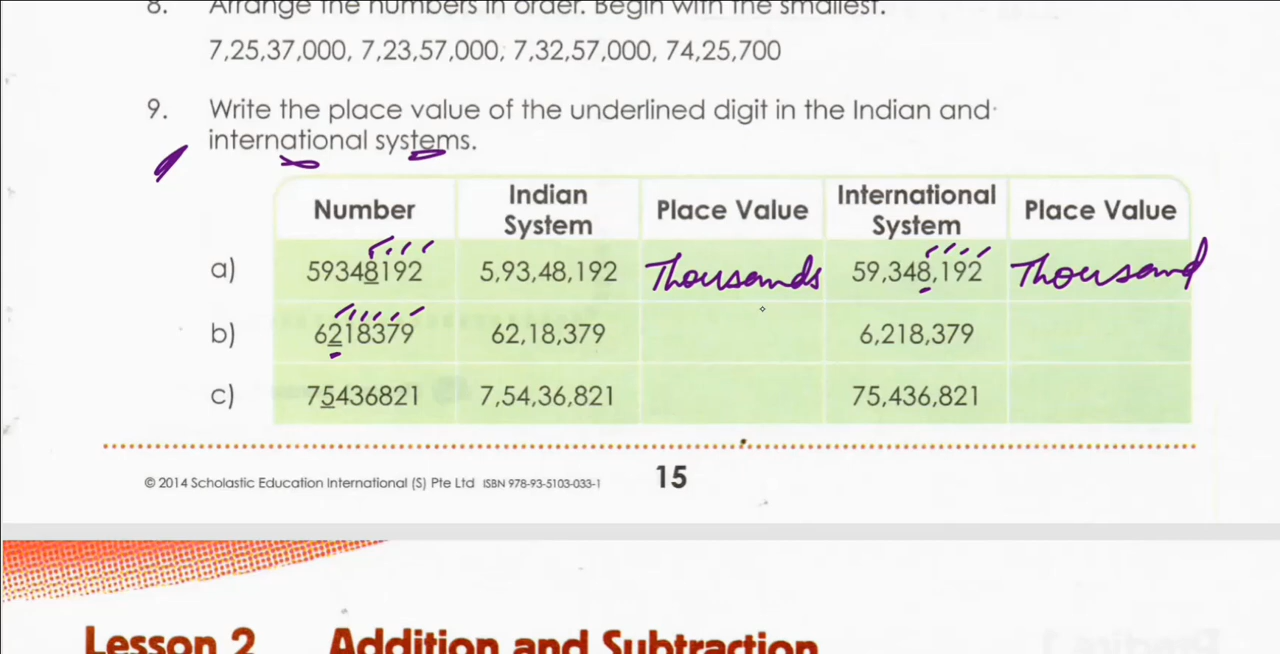 8. Arrange the numbers in order. Begin with the smallest.
7,25,37,000, 7,23,57,000, 7,32,57,000, 74,25,700
9. Write the place value of the underlined digit in the Indian and
international systems.
Number Indian System Place Value International System Place Value
a) 59348192 5,93,48,192 Thousands 59,348,192 Thousand
b) 6218379 62,18,379 6,218,379
c) 75436821 7,54,36,821 75,436,821
© 2014 Scholastic Education International (S) Pte Ltd ISBN 978-93-5103-033-1
15
Lesson 2 Addition and Subtraction